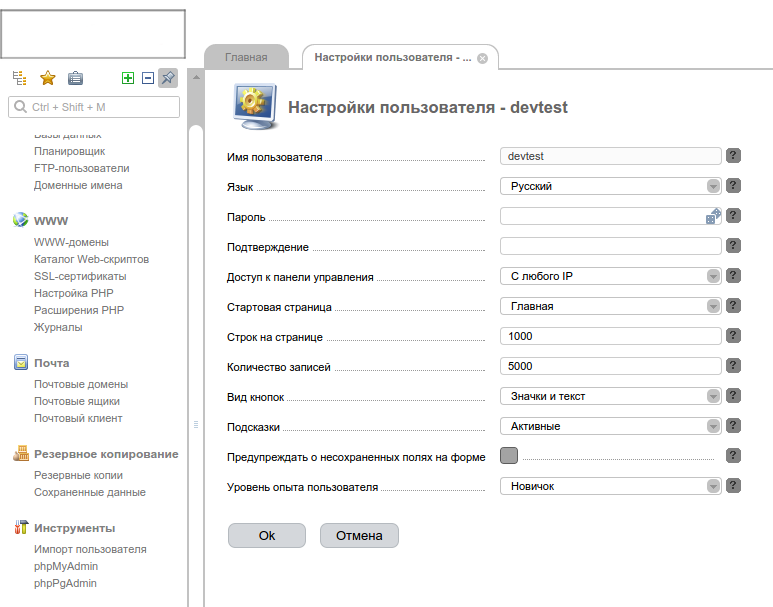 Главная
Настройки пользователя - ...
Ctrl + Shift + M
Настройки пользователя - devtest
Базы данных
Планировщик
FTP-пользователи
Доменные имена
WWW
WWW-домены
Каталог Web-скриптов
SSL-сертификаты
Настройка PHP
Расширения PHP
Журналы
Почта
Почтовые домены
Почтовые ящики
Почтовый клиент
Резервное копирование
Резервные копии
Сохраненные данные
Инструменты
Импорт пользователя
phpMyAdmin
phpPgAdmin
Имя пользователя devtest ?
Язык Русский ?
Пароль ?
Подтверждение ?
Доступ к панели управления С любого IP ?
Стартовая страница Главная ?
Строк на странице 1000 ?
Количество записей 5000 ?
Вид кнопок Значки и текст ?
Подсказки Активные ?
Предупреждать о несохраненных полях на форме ?
Уровень опыта пользователя Новичок ?
Ok Отмена